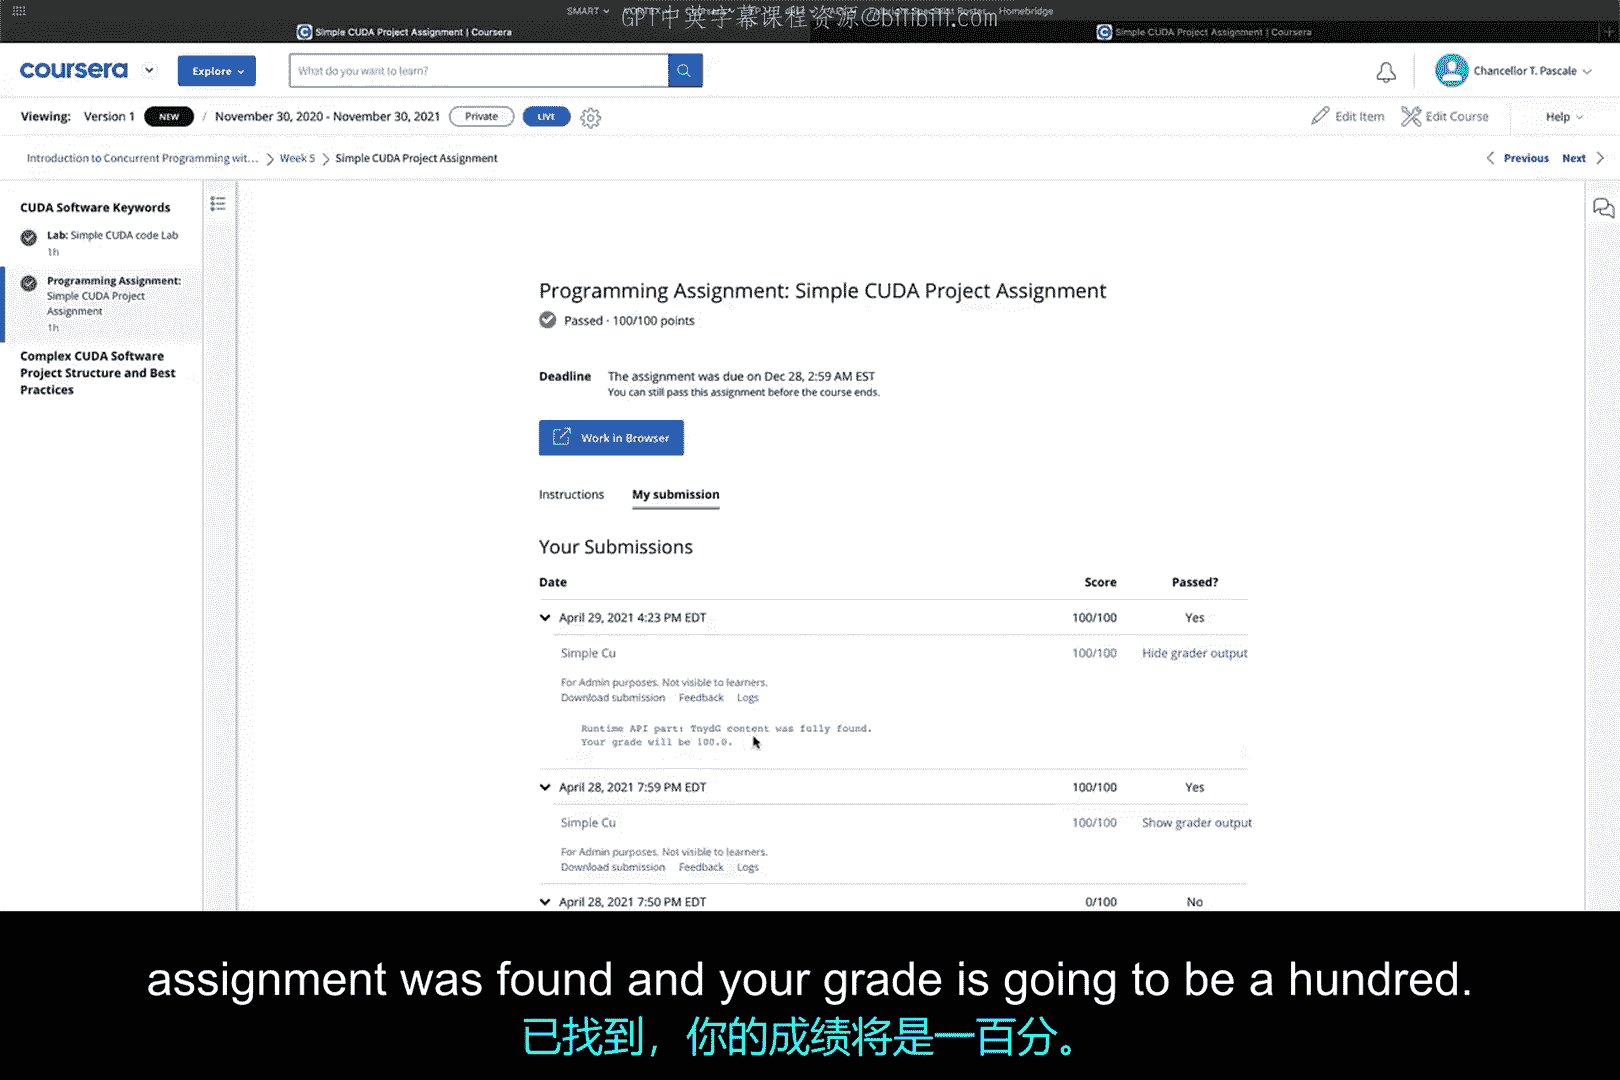 SMART
GPT中英字幕课程资源@bilibili.com
Homebridge
Simple CUDA Project Assignment | Coursera
Simple CUDA Project Assignment | Coursera
coursera
Explore
What do you want to learn?
Chancellor T. Pascale
Viewing: Version 1 NEW / November 30, 2020 - November 30, 2021 Private LIVE
Edit Item
Edit Course
Help
Introduction to Concurrent Programming wit... > Week 5 > Simple CUDA Project Assignment
Previous
Next
CUDA Software Keywords
Lab: Simple CUDA code Lab
1h
Programming Assignment:
Simple CUDA Project
Assignment
1h
Complex CUDA Software
Project Structure and Best
Practices
Programming Assignment: Simple CUDA Project Assignment
Passed · 100/100 points
Deadline The assignment was due on Dec 28, 2:59 AM EST
You can still pass this assignment before the course ends.
Work in Browser
Instructions My submission
Your Submissions
Date Score Passed?
April 29, 2021 4:23 PM EDT 100/100 Yes
Simple Cu 100/100 Hide grader output
For Admin purposes. Not visible to learners.
Download submission Feedback Logs
Runtime API part: TnydG content was fully found.
Your grade will be 100.0.
April 28, 2021 7:59 PM EDT 100/100 Yes
Simple Cu 100/100 Show grader output
For Admin purposes. Not visible to learners.
Download submission Feedback Logs
April 28, 2021 7:50 PM EDT 0/100 No
assignment was found and your grade is going to be a hundred.
已找到，你的成绩将是一百分。